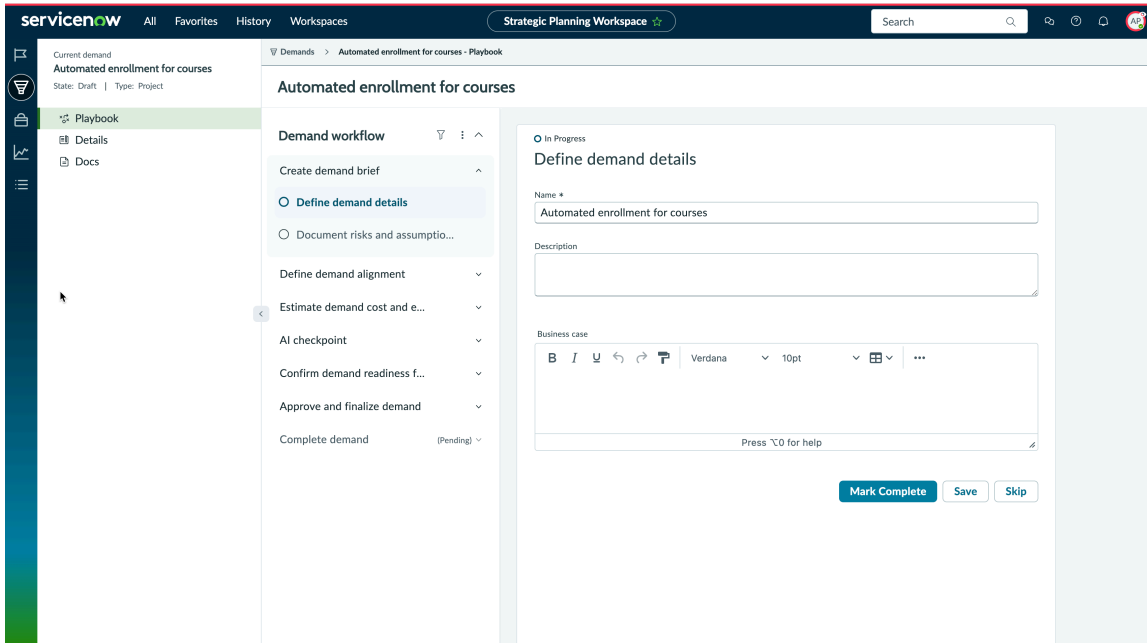 servicenow All Favorites History Workspaces Strategic Planning Workspace Search AP
Current demand
Automated enrollment for courses
State: Draft | Type: Project
Playbook
Details
Docs
Demands > Automated enrollment for courses - Playbook
Automated enrollment for courses
Demand workflow
Create demand brief
Define demand details
Document risks and assumptio...
Define demand alignment
Estimate demand cost and e...
AI checkpoint
Confirm demand readiness f...
Approve and finalize demand
Complete demand (Pending)
In Progress
Define demand details
Name *
Automated enrollment for courses
Description
Business case
B I U Verdana 10pt
Press ⌥0 for help
Mark Complete Save Skip